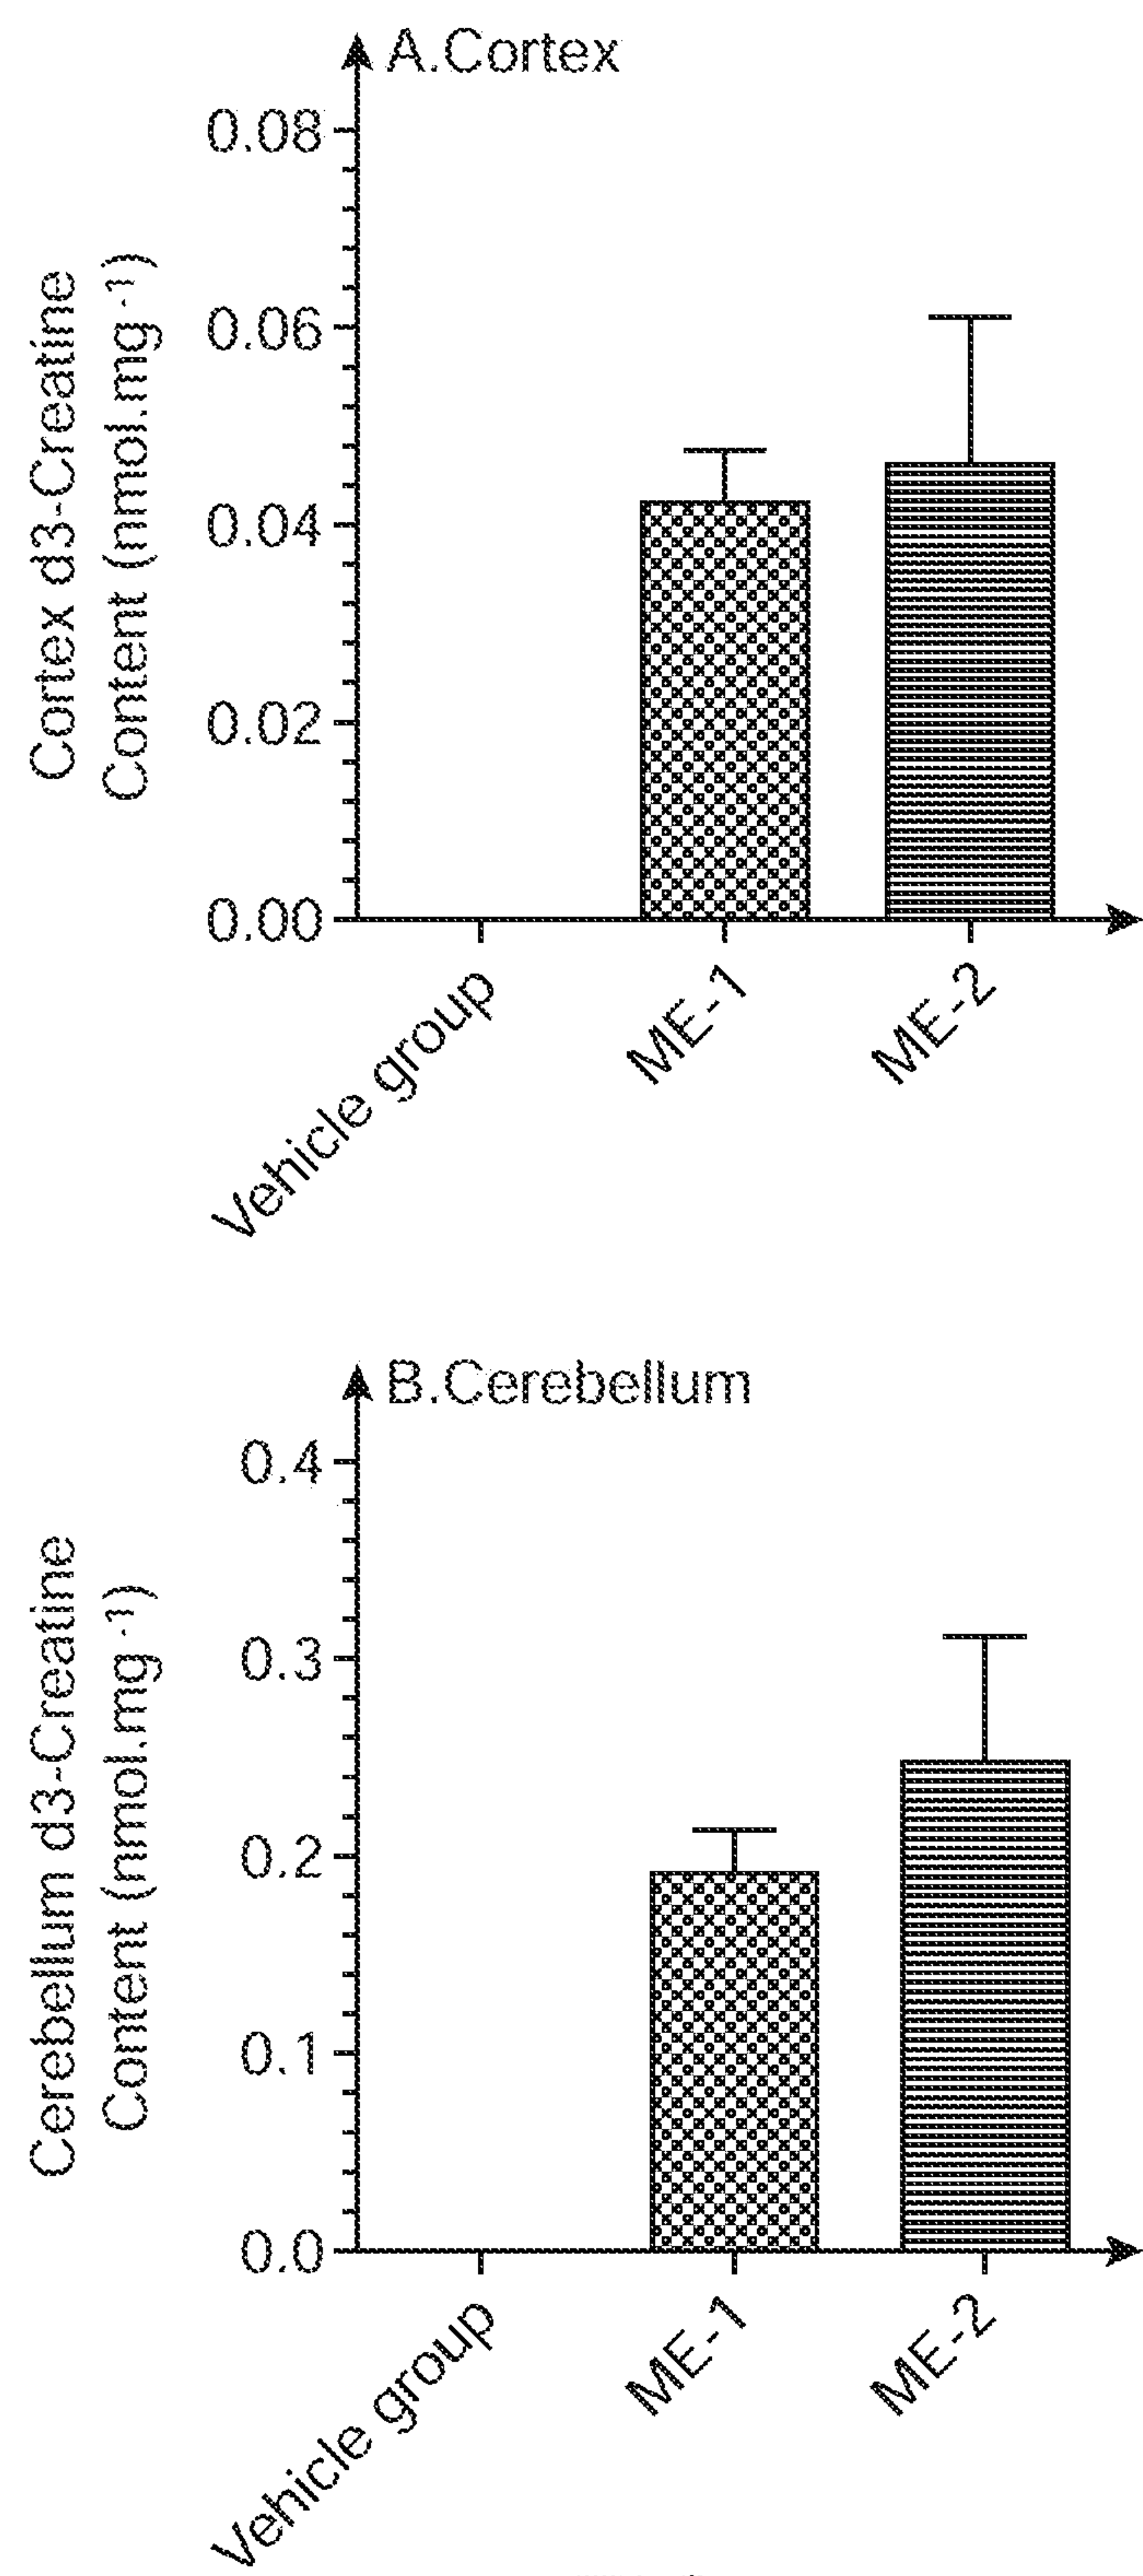 A.Cortex
Cortex d3-Creatine
Content (nmol.mg⁻¹)
0.08
0.06
0.04
0.02
0.00
Vehicle group
ME-1
ME-2
B.Cerebellum
Cerebellum d3-Creatine
Content (nmol.mg⁻¹)
0.4
0.3
0.2
0.1
0.0
Vehicle group
ME-1
ME-2